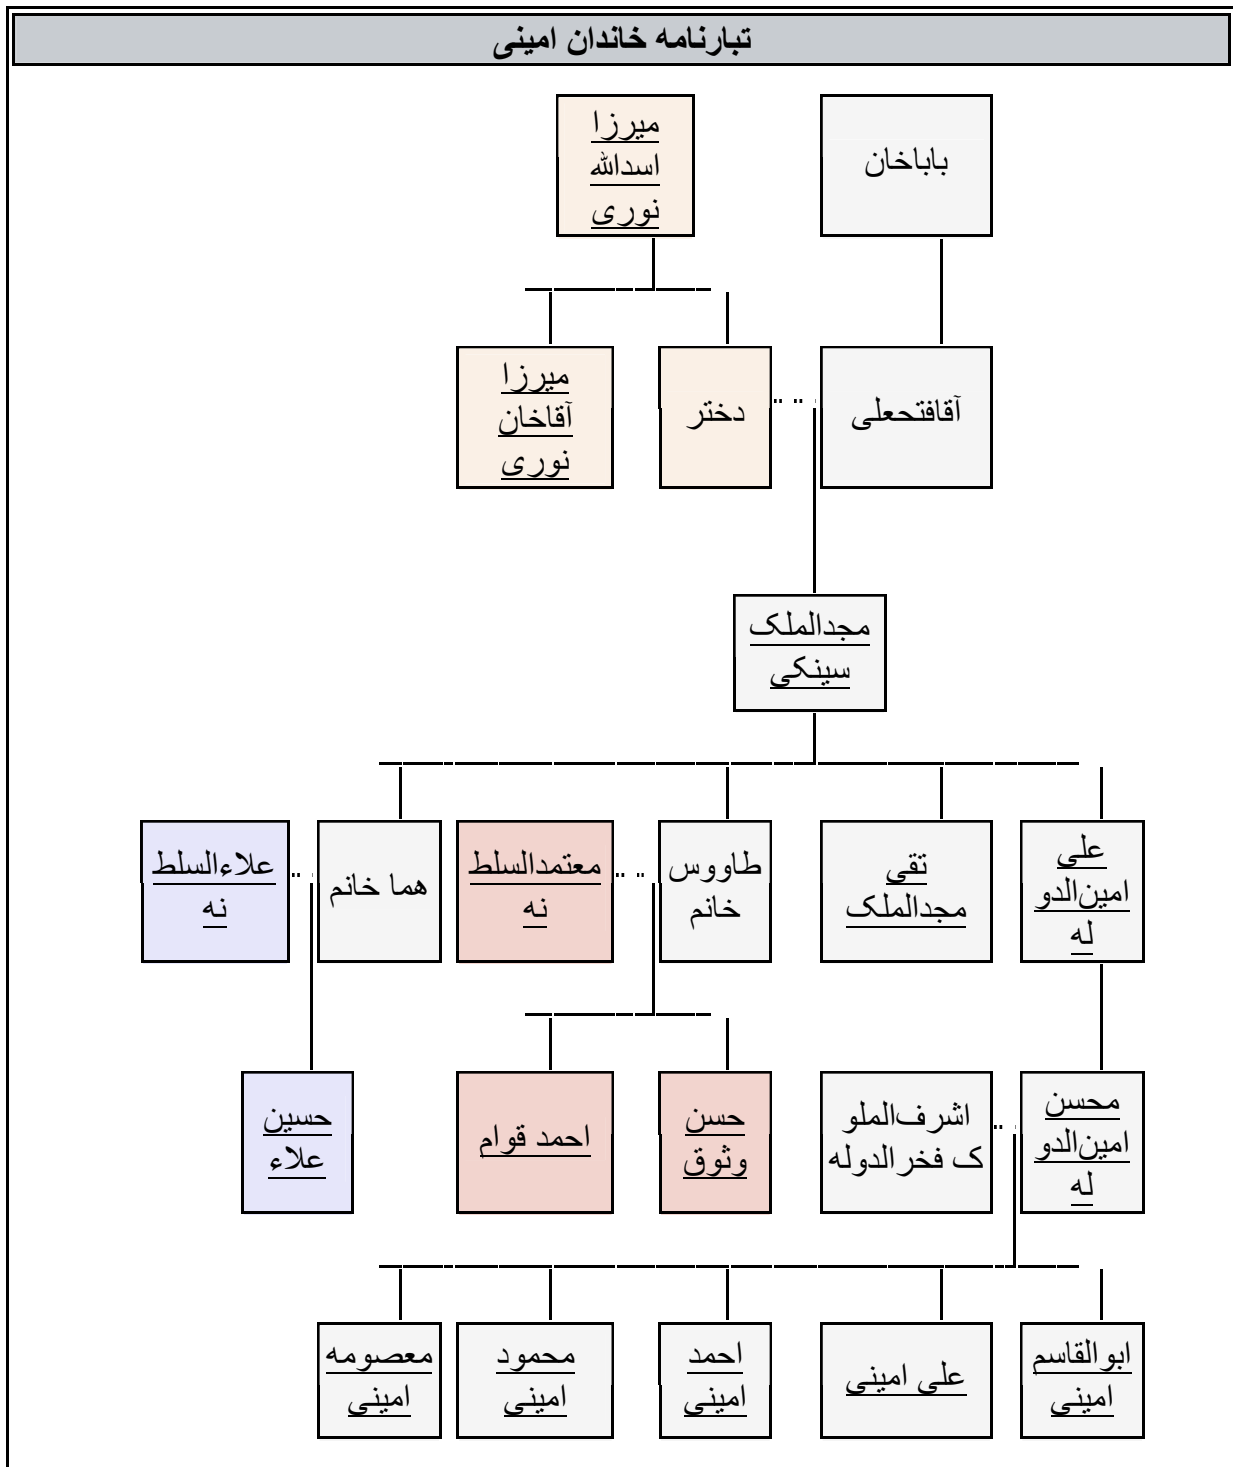 تبارنامه خاندان امینی
باباخان
میرزا
اسدالله
نوری
آقافتحعلی
دختر
میرزا
آقاخان
نوری
مجدالملک
سینکی
علی
امین‌الدو
له
تقی
مجدالملک
طاووس
خانم
معتمدالسلط
نه
هما خانم
علاءالسلط
نه
محسن
امین‌الدو
له
اشرف‌الملو
ک فخرالدوله
حسن
وثوق
احمد قوام
حسین
علاء
ابوالقاسم
امینی
علی امینی
احمد
امینی
محمود
امینی
معصومه
امینی